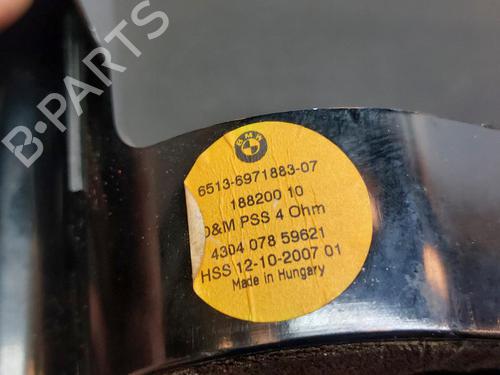 B-PARTS
BMW
6513-6971883-07
188200 10
D&M PSS 4 Ohm
4304 078 59621
HSS 12-10-2007 01
Made in Hungary